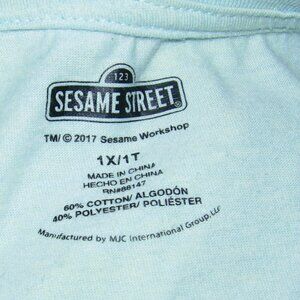 123
SESAME STREET®
TM/© 2017 Sesame Workshop
1X/1T
MADE IN CHINA
HECHO EN CHINA
RN#88147
60% COTTON/ ALGODÓN
40% POLYESTER/ POLIÉSTER
Manufactured by MJC International Group, LLC